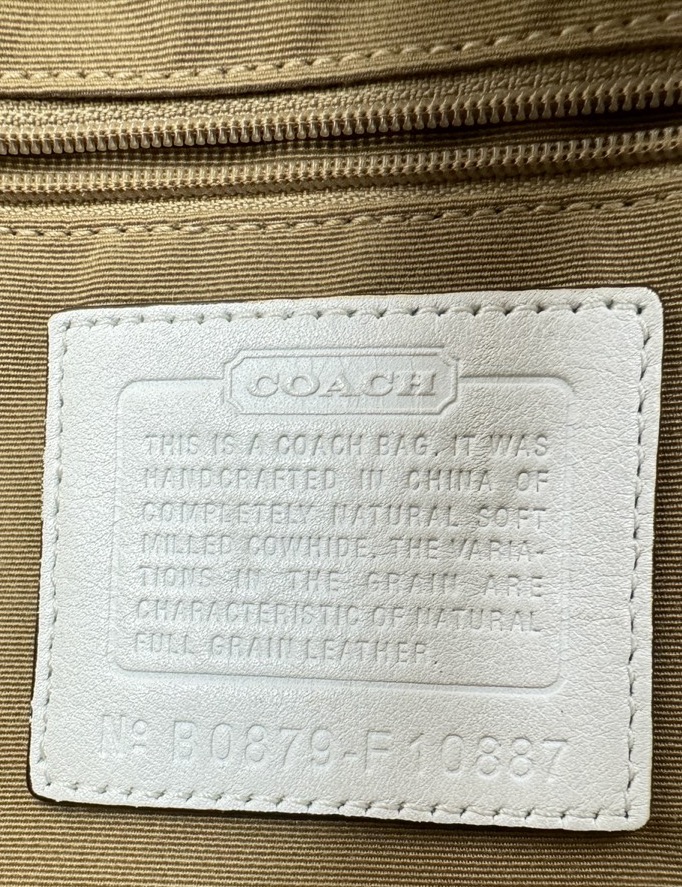 COACH
THIS IS A COACH BAG. IT WAS
HANDCRAFTED IN CHINA OF
COMPLETELY NATURAL SOFT
MILLED COWHIDE. THE VARIA-
TIONS IN THE GRAIN ARE
CHARACTERISTIC OF NATURAL
FULL GRAIN LEATHER.
Nº B0879-F10887